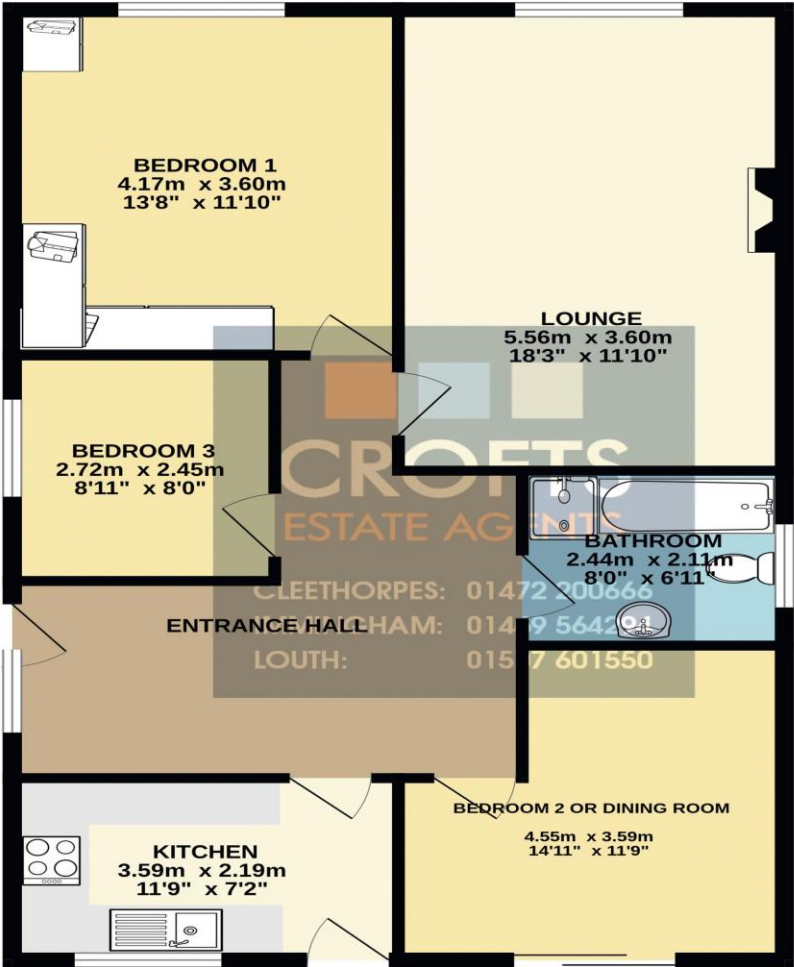 BEDROOM 1
4.17m x 3.60m
13'8" x 11'10"
LOUNGE
5.56m x 3.60m
18'3" x 11'10"
BEDROOM 3
2.72m x 2.45m
8'11" x 8'0"
CROFTS
ESTATE AGENTS
BATHROOM
2.44m x 2.11m
8'0" x 6'11"
CLEETHORPES: 01472 200666
ENTRANCE HALL
LOUTH:
BEDROOM 2 OR DINING ROOM
4.55m x 3.59m
14'11" x 11'9"
KITCHEN
3.59m x 2.19m
11'9" x 7'2"